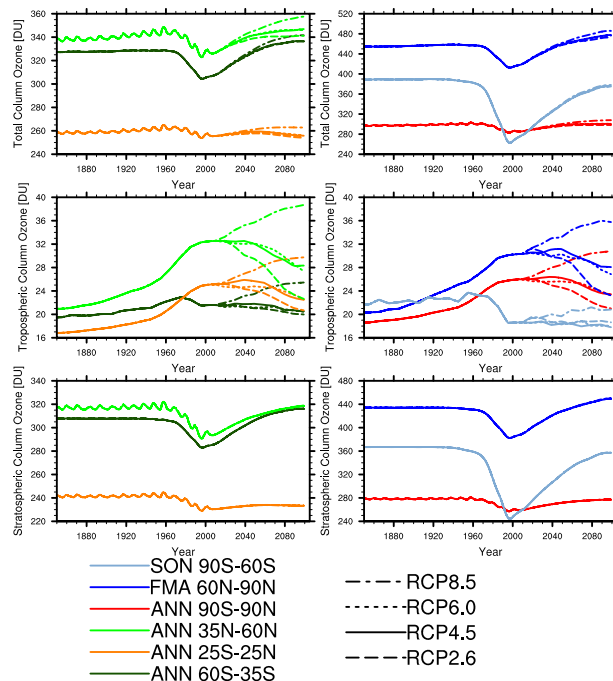 Total Column Ozone [DU]
360
340
320
300
280
260
240
1880 1920 1960 2000 2040 2080
Year
Total Column Ozone [DU]
520
460
400
340
280
220
160
1880 1920 1960 2000 2040 2080
Year
Tropospheric Column Ozone [DU]
40
36
32
28
24
20
16
1880 1920 1960 2000 2040 2080
Year
Tropospheric Column Ozone [DU]
40
36
32
28
24
20
16
1880 1920 1960 2000 2040 2080
Year
Stratospheric Column Ozone [DU]
340
320
300
280
260
240
220
1880 1920 1960 2000 2040 2080
Year
Stratospheric Column Ozone [DU]
480
440
400
360
320
280
240
1880 1920 1960 2000 2040 2080
Year
SON 90S-60S
FMA 60N-90N
ANN 90S-90N
ANN 35N-60N
ANN 25S-25N
ANN 60S-35S
RCP8.5
RCP6.0
RCP4.5
RCP2.6